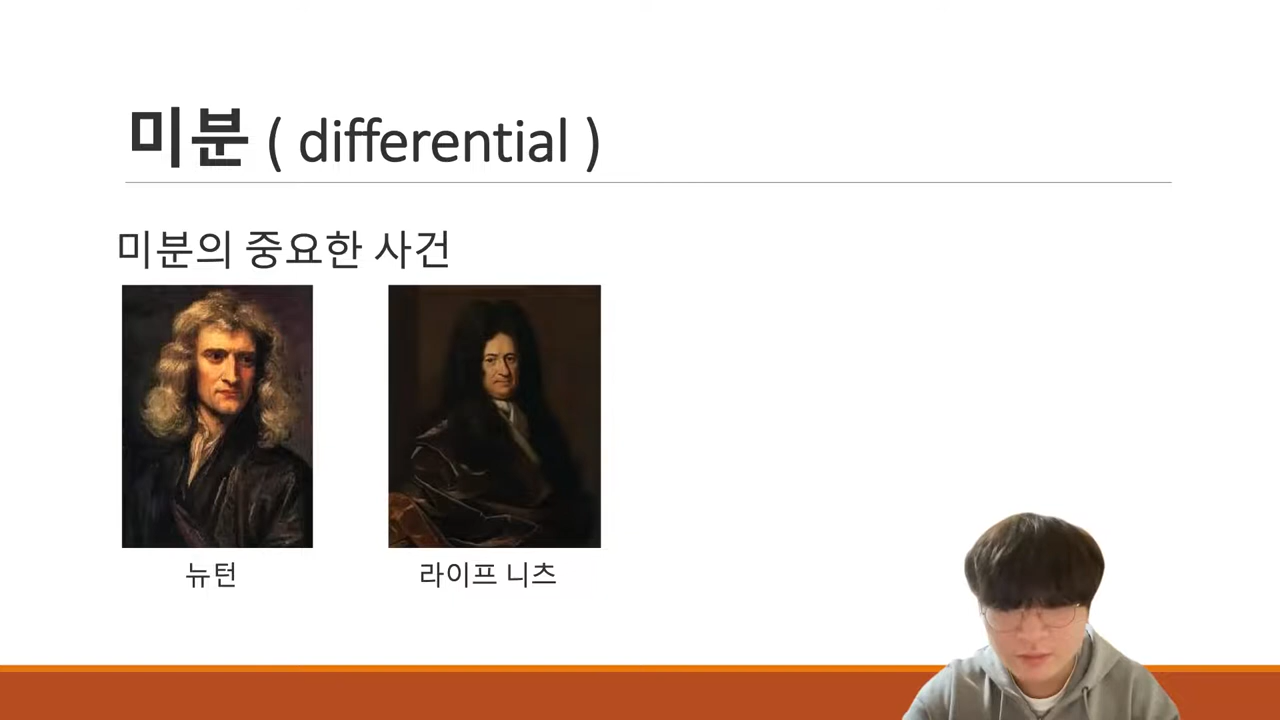 미분 ( differential )
미분의 중요한 사건
뉴턴
라이프 니츠